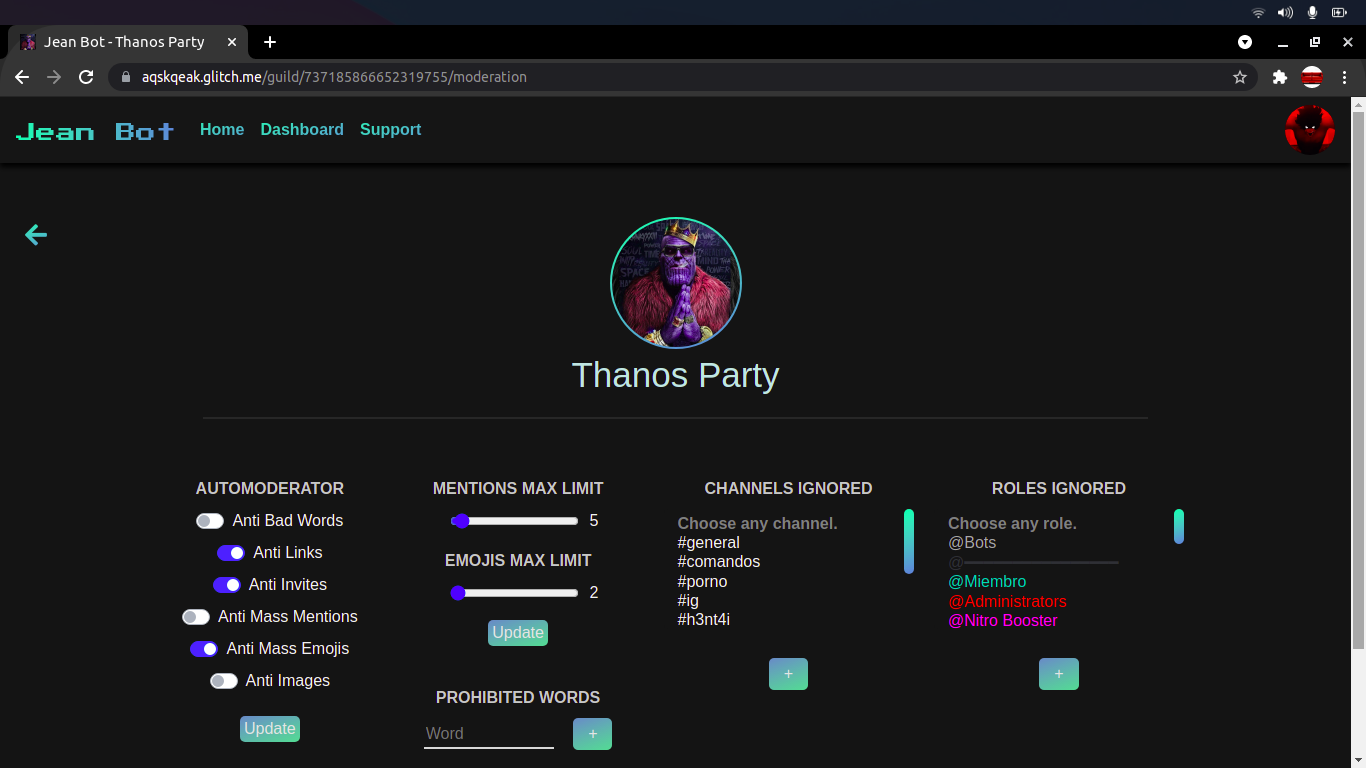 Jean Bot - Thanos Party
aqskqeak.glitch.me/guild/737185866652319755/moderation
Jean Bot Home Dashboard Support
Thanos Party
AUTOMODERATOR
Anti Bad Words
Anti Links
Anti Invites
Anti Mass Mentions
Anti Mass Emojis
Anti Images
Update
MENTIONS MAX LIMIT
5
EMOJIS MAX LIMIT
2
Update
PROHIBITED WORDS
Word +
CHANNELS IGNORED
Choose any channel.
#general
#comandos
#porno
#ig
#h3nt4i
+
ROLES IGNORED
Choose any role.
@Bots
@
@Miembro
@Administrators
@Nitro Booster
+